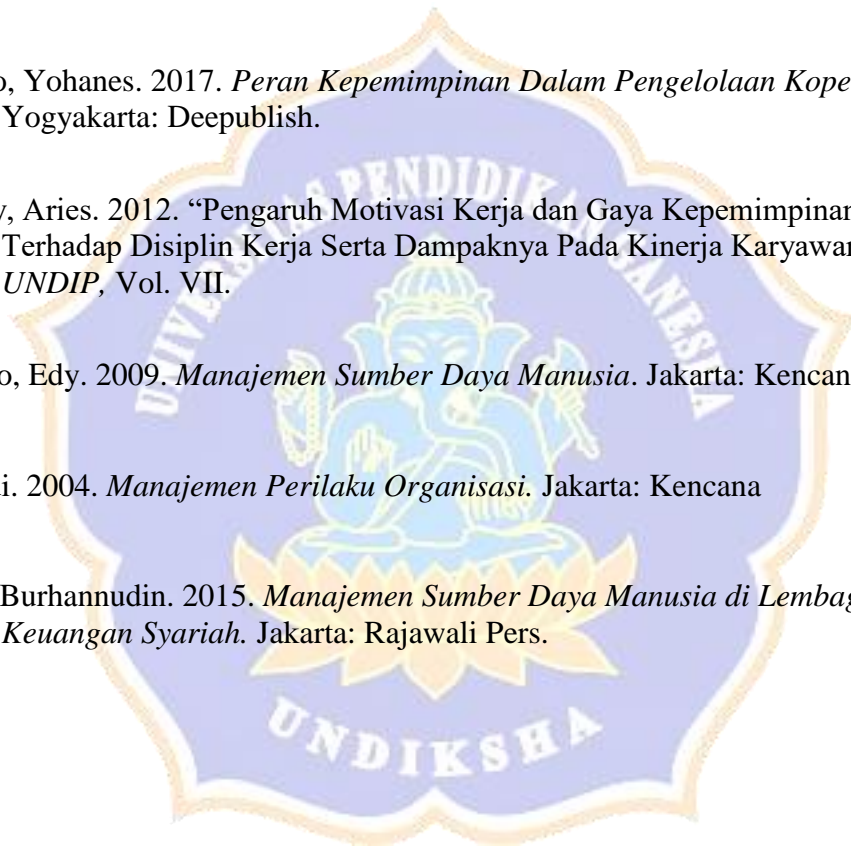 o, Yohanes. 2017. Peran Kepemimpinan Dalam Pengelolaan Kope
Yogyakarta: Deepublish.
, Aries. 2012. “Pengaruh Motivasi Kerja dan Gaya Kepemimpinan
Terhadap Disiplin Kerja Serta Dampaknya Pada Kinerja Karyawan
UNDIP, Vol. VII.
o, Edy. 2009. Manajemen Sumber Daya Manusia. Jakarta: Kencan
i. 2004. Manajemen Perilaku Organisasi. Jakarta: Kencana
Burhannudin. 2015. Manajemen Sumber Daya Manusia di Lembag
Keuangan Syariah. Jakarta: Rajawali Pers.
UNIVERSITAS PENDIDIKAN GANESHA
UNDIKSHA